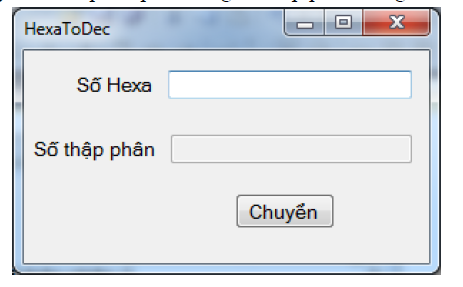 HexaToDec
Số Hexa
Số thập phân
Chuyển